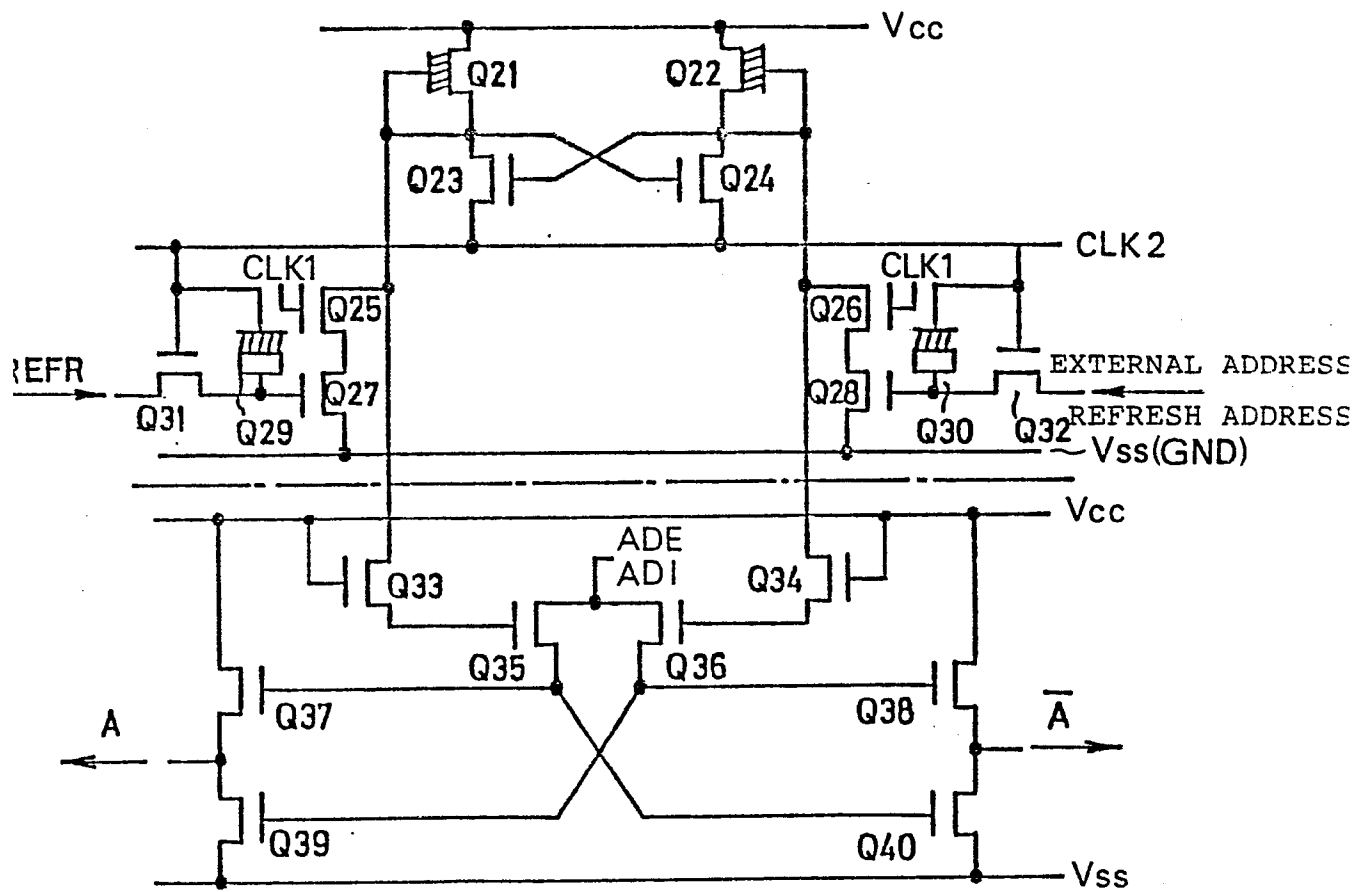 Vcc
Q21
Q22
Q23
Q24
CLK2
CLK1
CLK1
Q25
Q26
REFR
EXTERNAL ADDRESS
Q27
Q28
Q31
Q29
Q30
Q32
REFRESH ADDRESS
Vss(GND)
Vcc
ADE
ADI
Q33
Q34
Q35
Q36
Q37
Q38
A
A̅
Q39
Q40
Vss